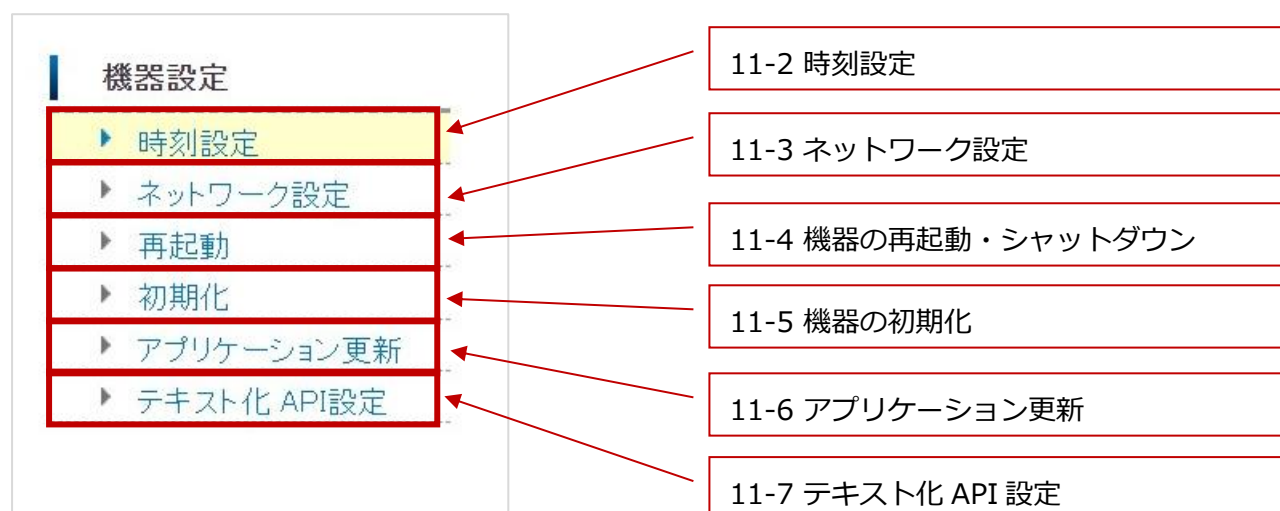 機器設定
時刻設定
ネットワーク設定
再起動
初期化
アプリケーション更新
テキスト化 API設定
11-2 時刻設定
11-3 ネットワーク設定
11-4 機器の再起動・シャットダウン
11-5 機器の初期化
11-6 アプリケーション更新
11-7 テキスト化 API 設定